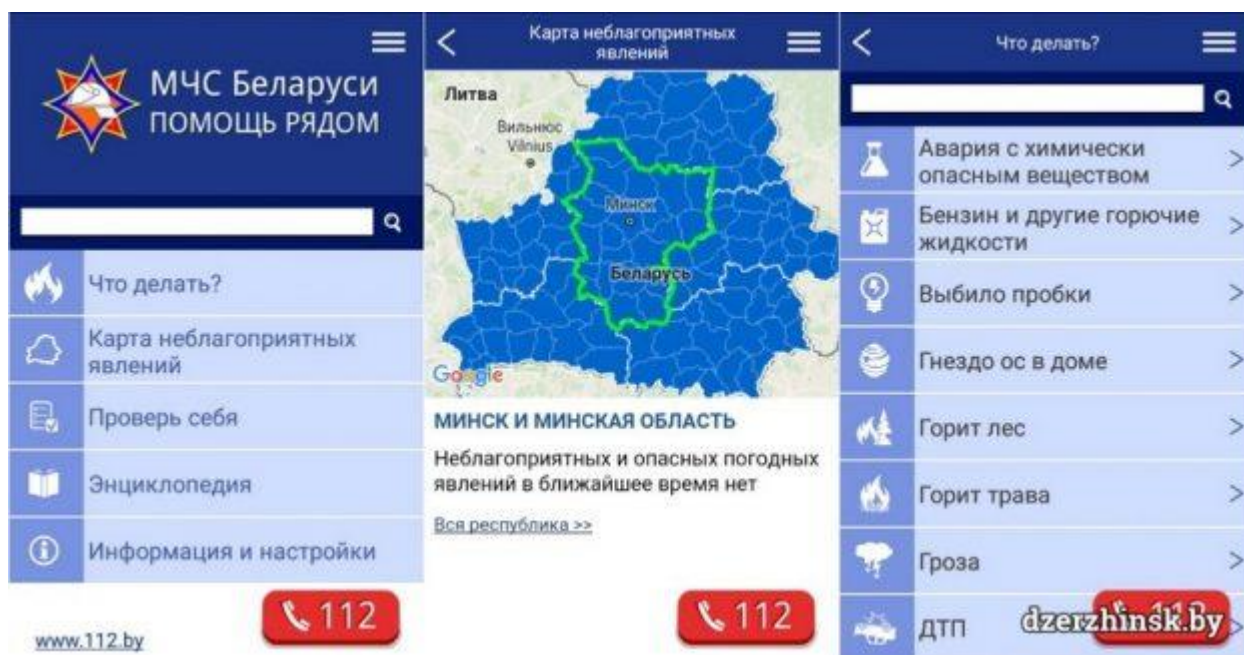 МЧС Беларуси
ПОМОЩЬ РЯДОМ
Что делать?
Карта неблагоприятных
явлений
Проверь себя
Энциклопедия
Информация и настройки
112
www.112.by
Карта неблагоприятных
явлений
Литва
Вильнюс
Vilnius
Минск
Беларусь
Google
МИНСК И МИНСКАЯ ОБЛАСТЬ
Неблагоприятных и опасных погодных
явлений в ближайшее время нет
Вся республика >>
112
Что делать?
Авария с химически
опасным веществом
Бензин и другие горючие
жидкости
Выбило пробки
Гнездо ос в доме
Горит лес
Горит трава
Гроза
ДТП
112
dzerzhinsk.by